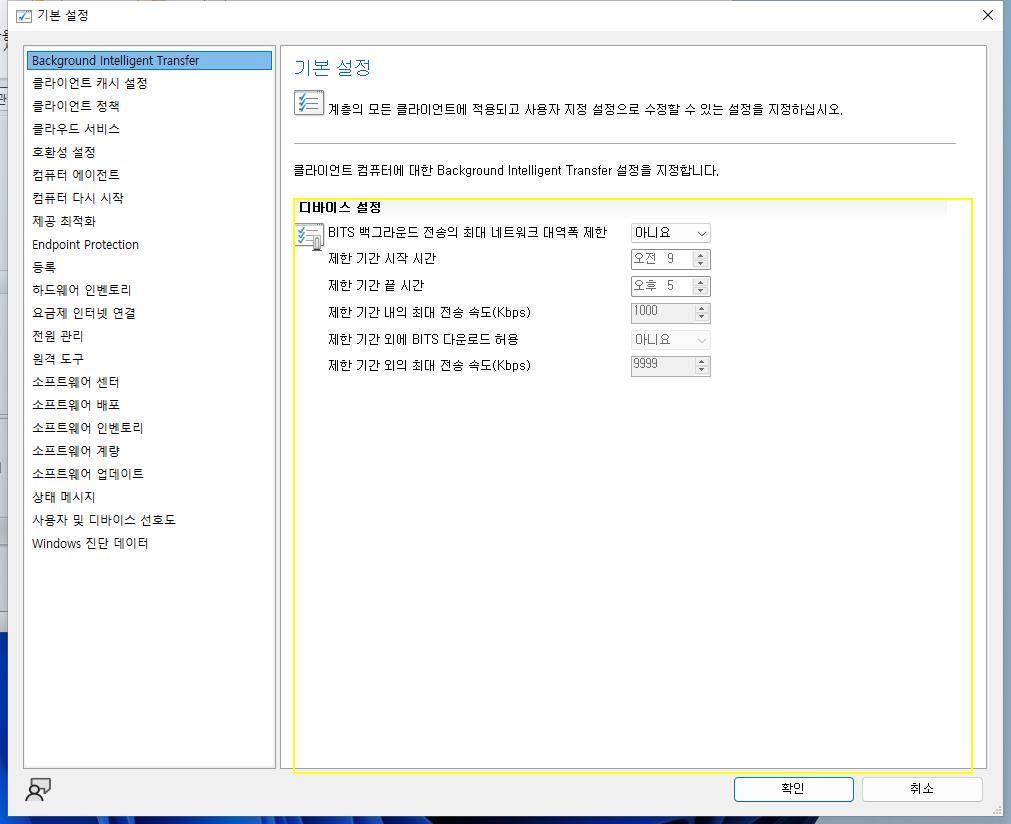 기본 설정
Background Intelligent Transfer
클라이언트 캐시 설정
클라이언트 정책
클라우드 서비스
호환성 설정
컴퓨터 에이전트
컴퓨터 다시 시작
제공 최적화
Endpoint Protection
등록
하드웨어 인벤토리
요금제 인터넷 연결
전원 관리
원격 도구
소프트웨어 센터
소프트웨어 배포
소프트웨어 인벤토리
소프트웨어 계량
소프트웨어 업데이트
상태 메시지
사용자 및 디바이스 선호도
Windows 진단 데이터
기본 설정
계층의 모든 클라이언트에 적용되고 사용자 지정 설정으로 수정할 수 있는 설정을 지정하십시오.
클라이언트 컴퓨터에 대한 Background Intelligent Transfer 설정을 지정합니다.
디바이스 설정
BITS 백그라운드 전송의 최대 네트워크 대역폭 제한 아니요
제한 기간 시작 시간 오전 9
제한 기간 끝 시간 오후 5
제한 기간 내의 최대 전송 속도(Kbps) 1000
제한 기간 외에 BITS 다운로드 허용 아니요
제한 기간 외의 최대 전송 속도(Kbps) 9999
확인 취소